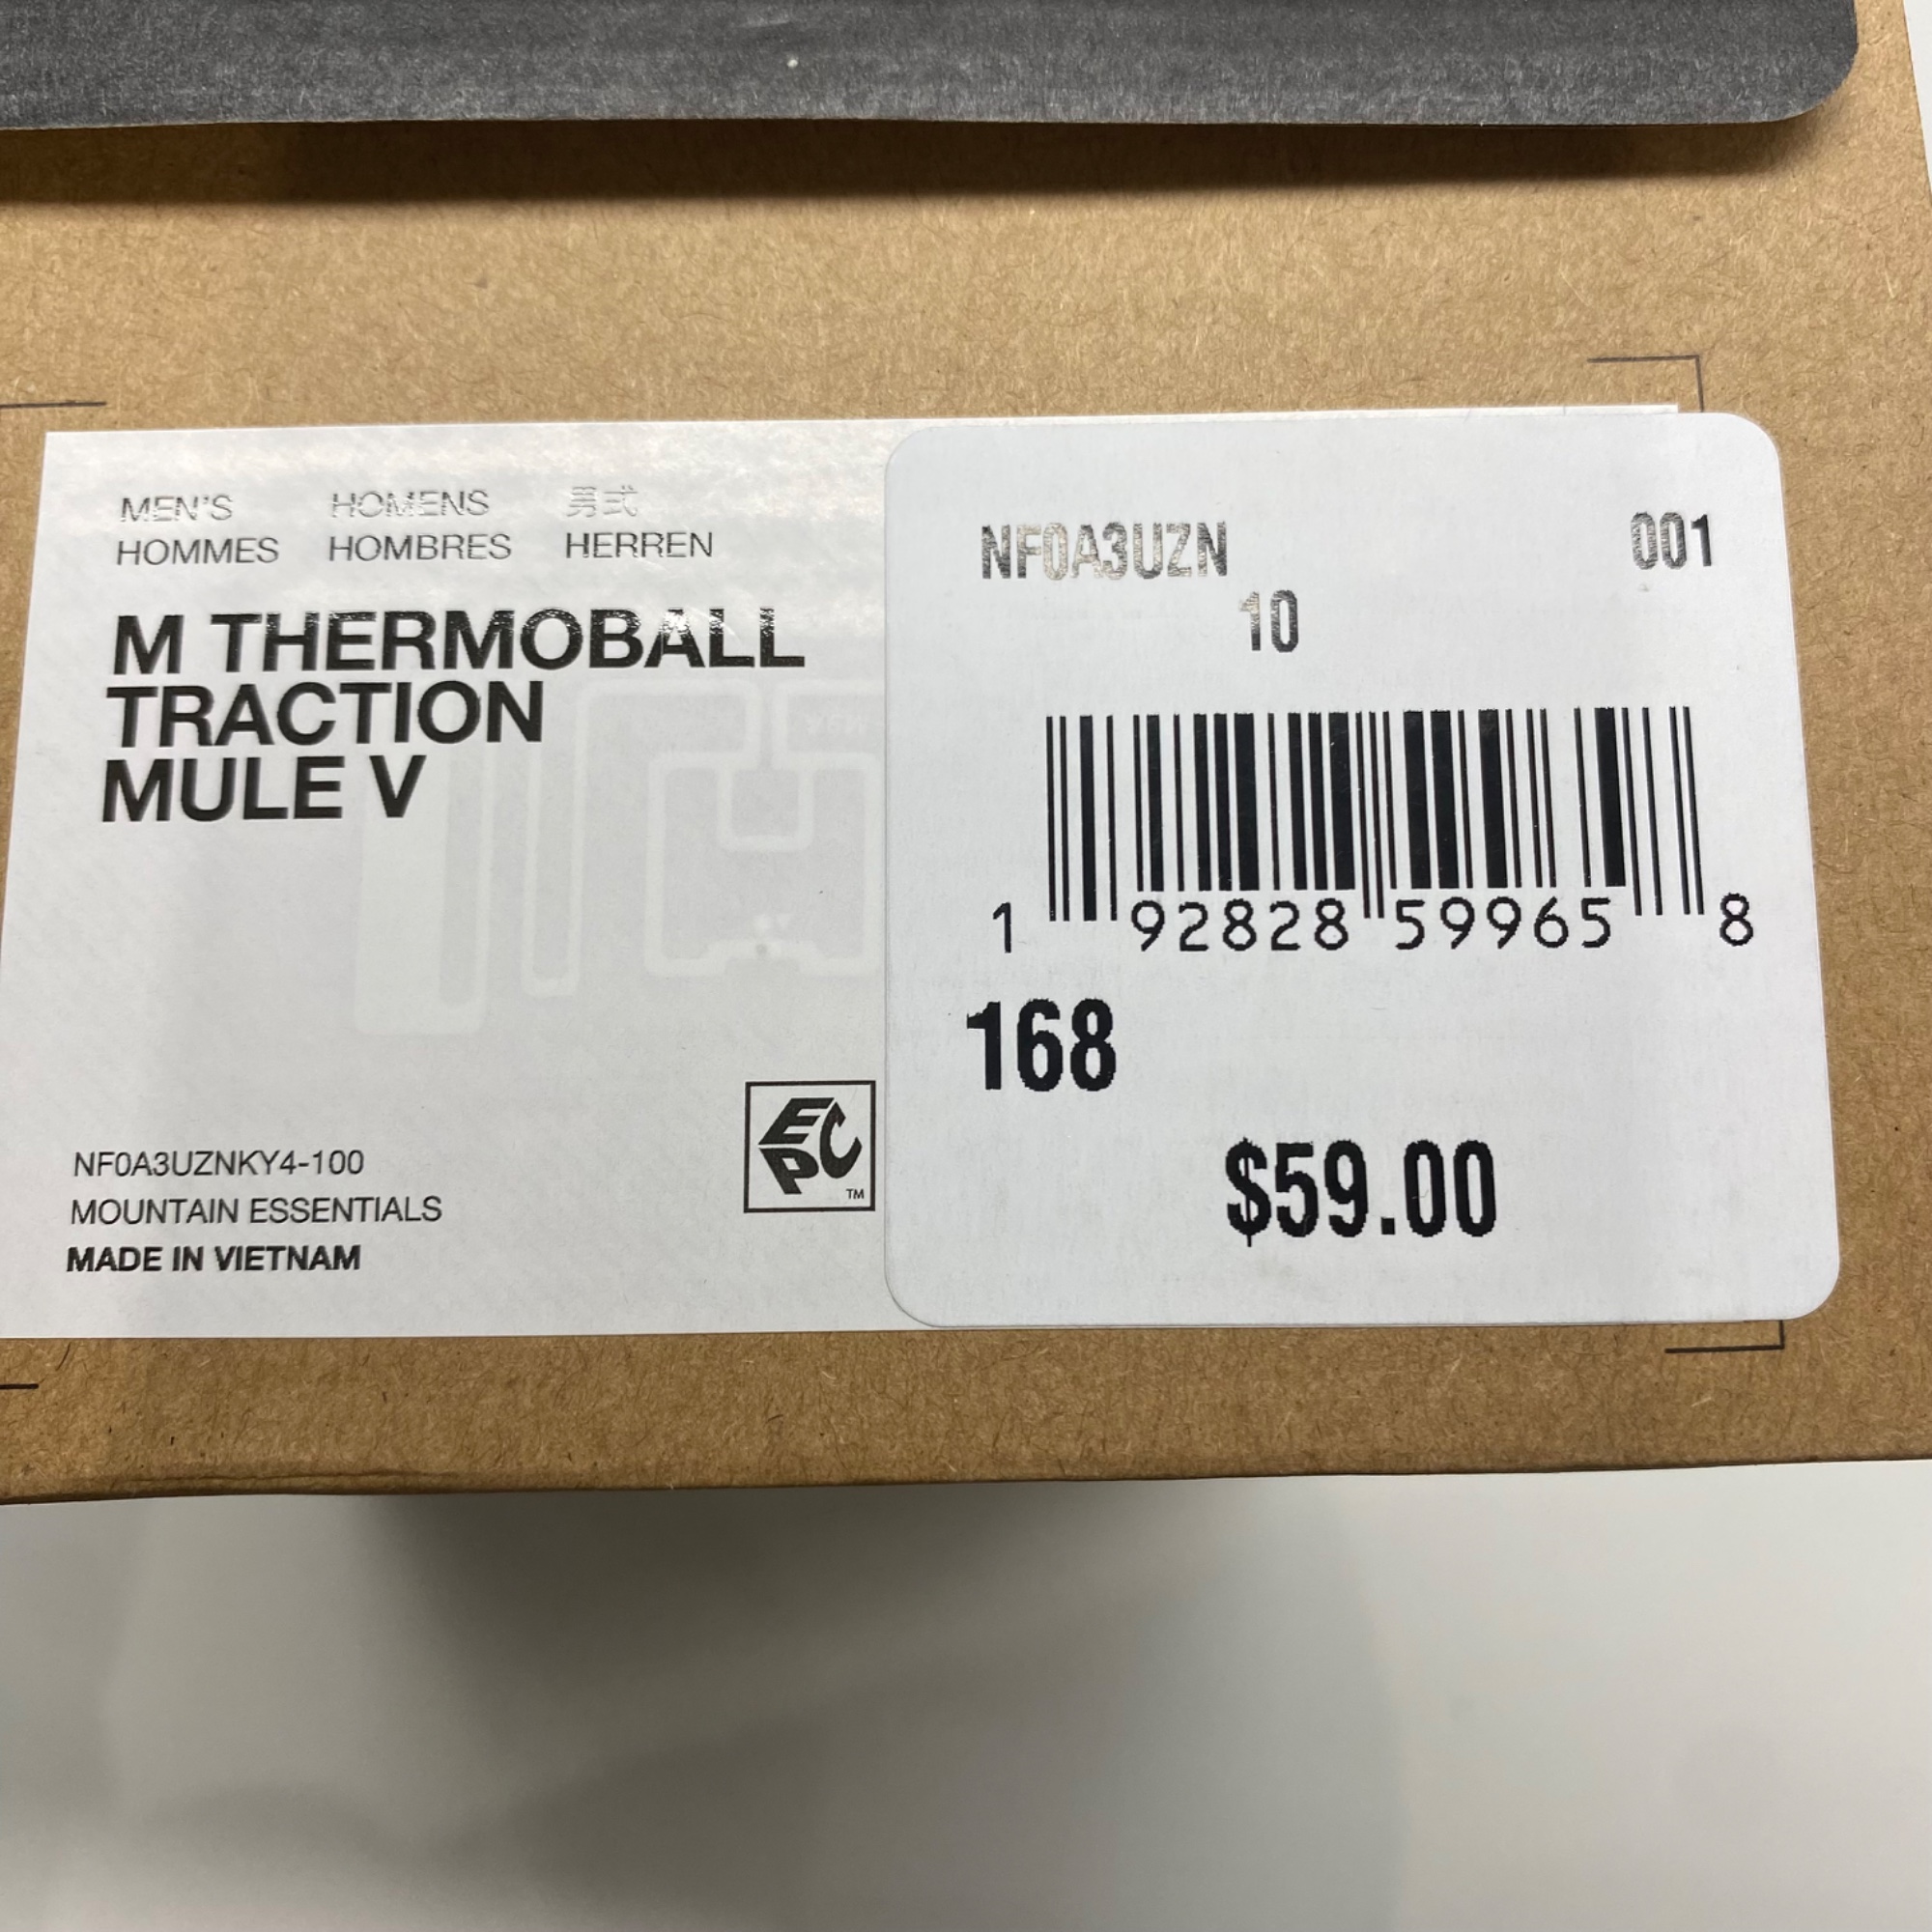 MEN'S HOMENS 男式
HOMMES HOMBRES HERREN
M THERMOBALL
TRACTION
MULE V
NF0A3UZNKY4-100
MOUNTAIN ESSENTIALS
MADE IN VIETNAM
EPC
TM
NF0A3UZN 001
10
1 92828 59965 8
168
$59.00